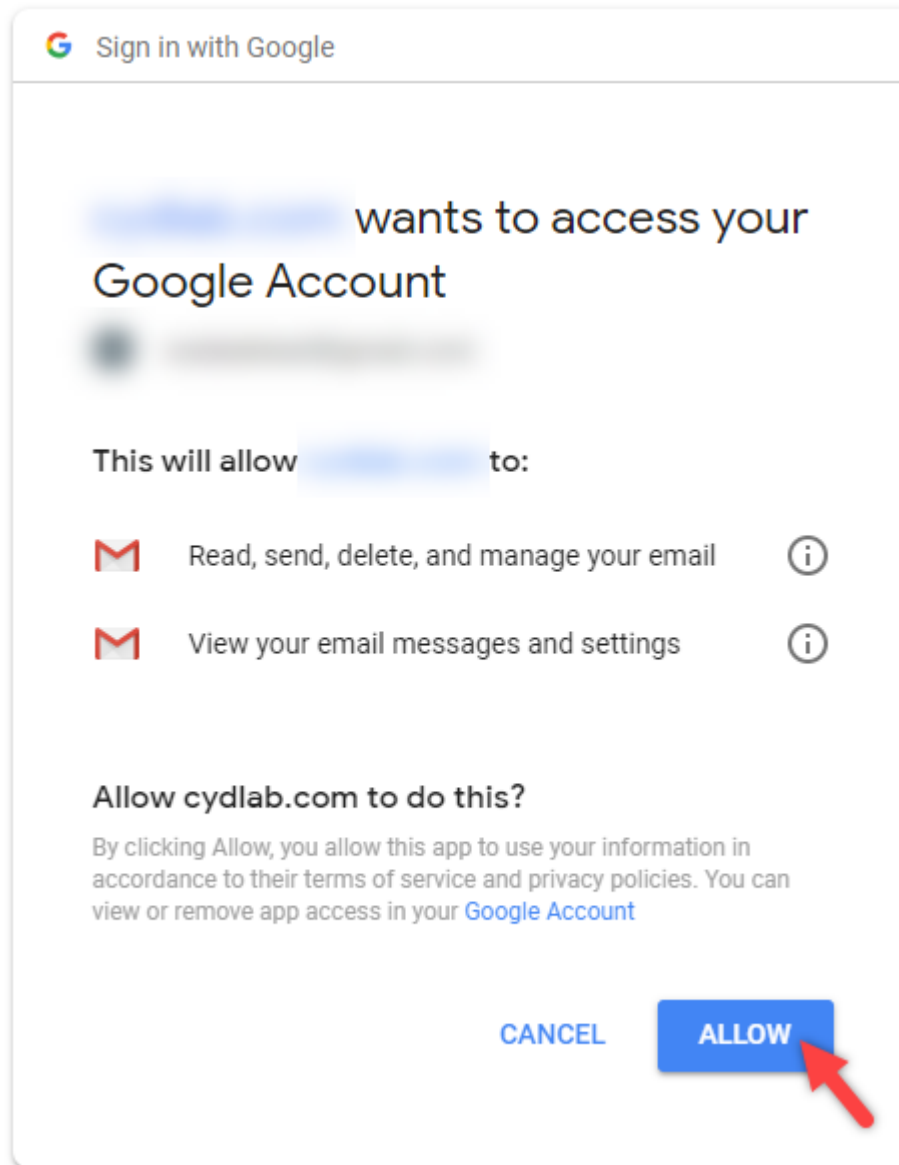 Sign in with Google
wants to access your
Google Account
This will allow to:
Read, send, delete, and manage your email
View your email messages and settings
Allow cydlab.com to do this?
By clicking Allow, you allow this app to use your information in
accordance to their terms of service and privacy policies. You can
view or remove app access in your Google Account
CANCEL ALLOW